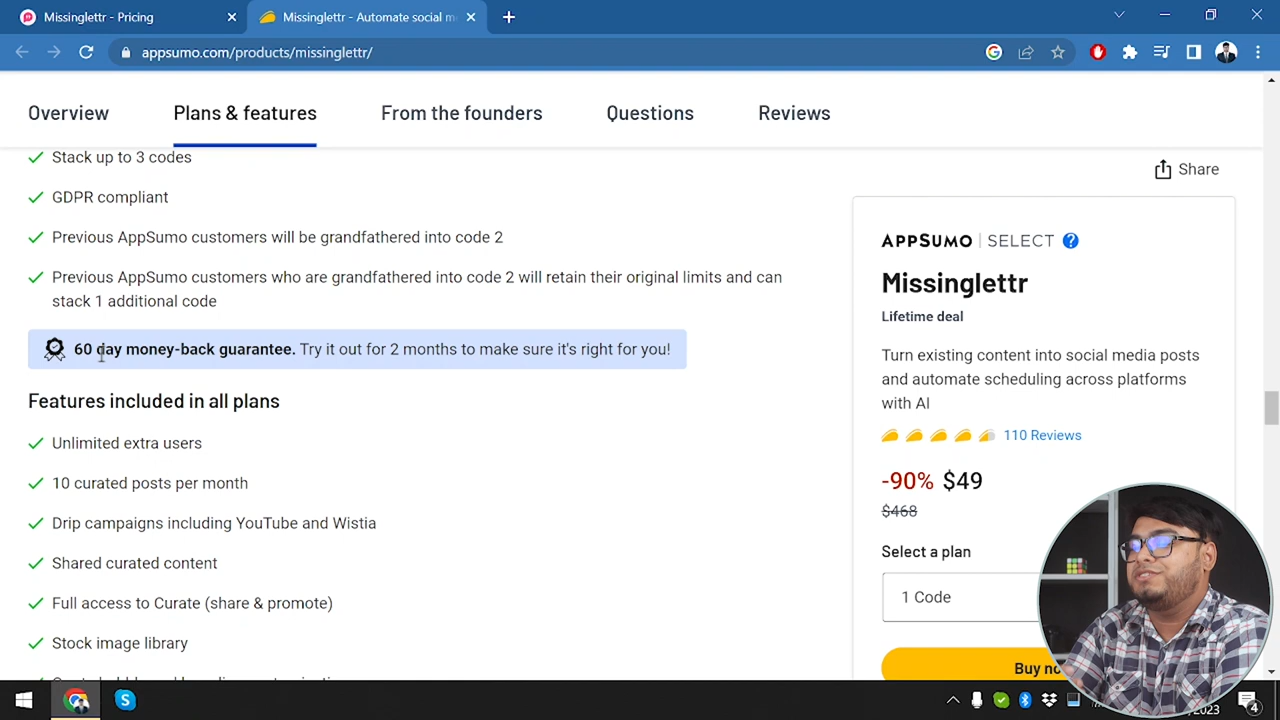 Missinglettr - Pricing
Missinglettr - Automate social m
appsumo.com/products/missinglettr/
Overview
Plans & features
From the founders
Questions
Reviews
Stack up to 3 codes
GDPR compliant
Previous AppSumo customers will be grandfathered into code 2
Previous AppSumo customers who are grandfathered into code 2 will retain their original limits and can
stack 1 additional code
60 day money-back guarantee. Try it out for 2 months to make sure it's right for you!
Features included in all plans
Unlimited extra users
10 curated posts per month
Drip campaigns including YouTube and Wistia
Shared curated content
Full access to Curate (share & promote)
Stock image library
Share
APPSUMO | SELECT ?
Missinglettr
Lifetime deal
Turn existing content into social media posts
and automate scheduling across platforms
with AI
110 Reviews
-90% $49
$468
Select a plan
1 Code
Buy no
2023
4